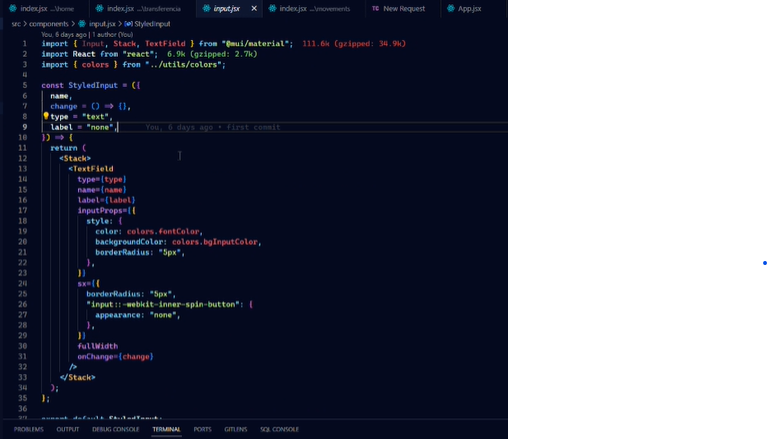 index.jsx ...\home index.jsx ...\transferencia input.jsx index.jsx ...\movements New Request App.jsx
src > components > input.jsx > StyledInput
You, 6 days ago | 1 author (You)
1 import { Input, Stack, TextField } from "@mui/material"; 111.6k (gzipped: 34.9k)
2 import React from "react"; 6.9k (gzipped: 2.7k)
3 import { colors } from "../utils/colors";
4
5 const StyledInput = ({
6 name,
7 change = () => {},
8 type = "text",
9 label = "none", You, 6 days ago • first commit
10 }) => {
11 return (
12 <Stack>
13 <TextField
14 type={type}
15 name={name}
16 label={label}
17 inputProps={{
18 style: {
19 color: colors.fontColor,
20 backgroundColor: colors.bgInputColor,
21 borderRadius: "5px",
22 },
23 }}
24 sx={{
25 borderRadius: "5px",
26 "input::-webkit-inner-spin-button": {
27 appearance: "none",
28 },
29 }}
30 fullWidth
31 onChange={change}
32 />
33 </Stack>
34 );
35 };
36
37 export default StyledInput;
PROBLEMS OUTPUT DEBUG CONSOLE TERMINAL PORTS GITLENS SQL CONSOLE